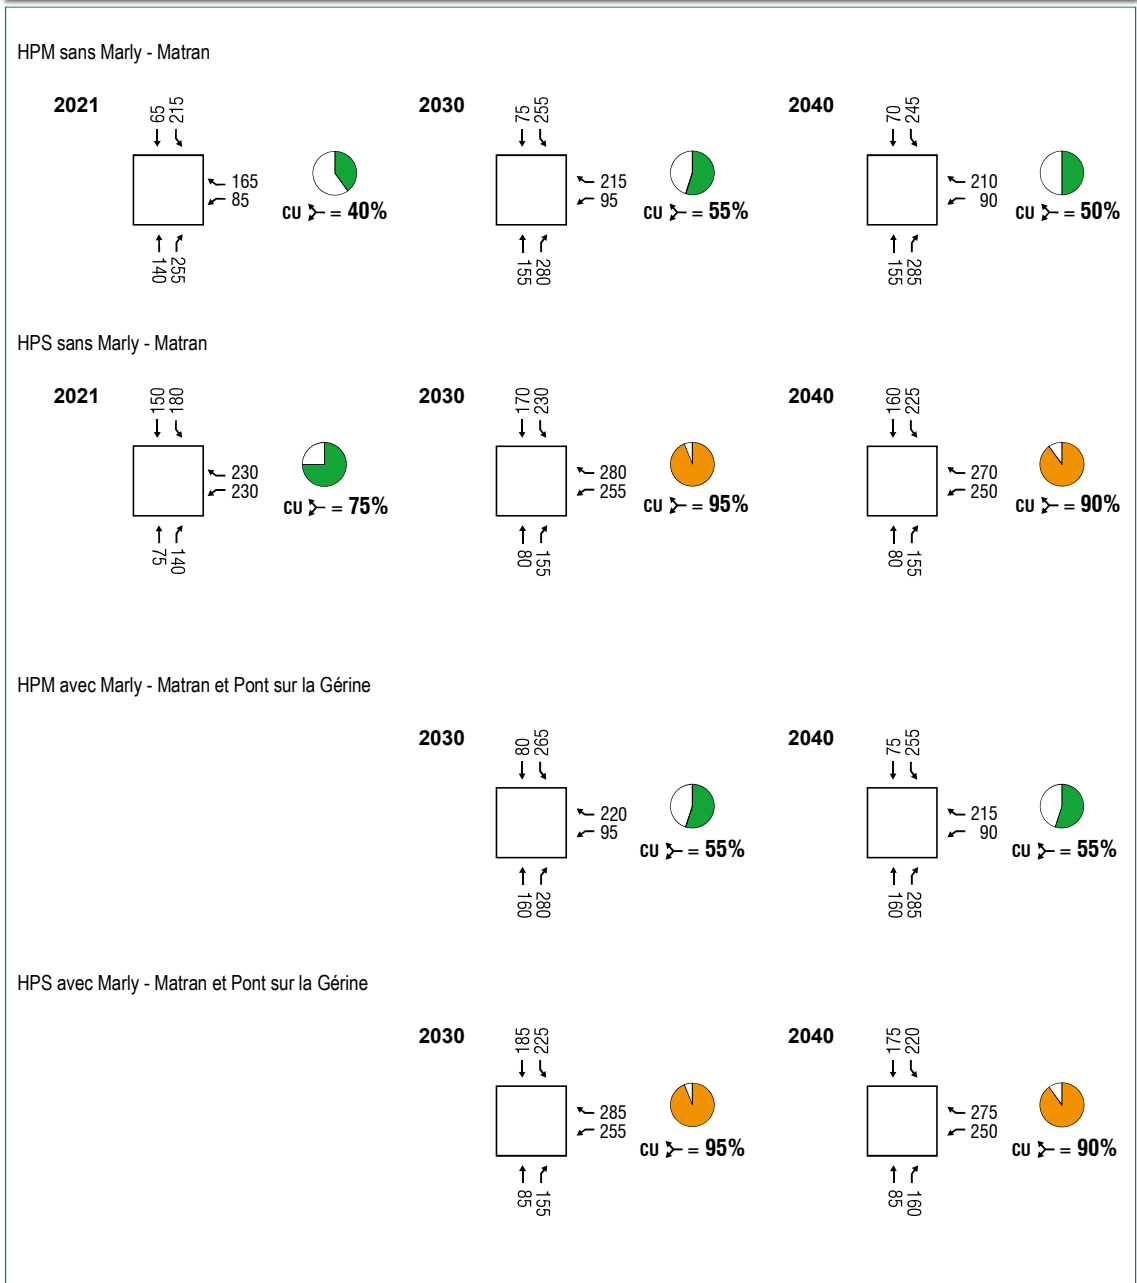 HPM sans Marly - Matran
2021 65 215 2030 75 255 2040 70 245
165 215 210
85 95 90
CU = 40% CU = 55% CU = 50%
140 255 155 280 155 285
HPS sans Marly - Matran
2021 150 180 2030 170 230 2040 160 225
230 280 270
230 255 250
CU = 75% CU = 95% CU = 90%
75 140 80 155 80 155
HPM avec Marly - Matran et Pont sur la Gérine
2030 80 265 2040 75 255
220 215
95 90
CU = 55% CU = 55%
160 280 160 285
HPS avec Marly - Matran et Pont sur la Gérine
2030 185 225 2040 175 220
285 275
255 250
CU = 95% CU = 90%
85 155 85 160